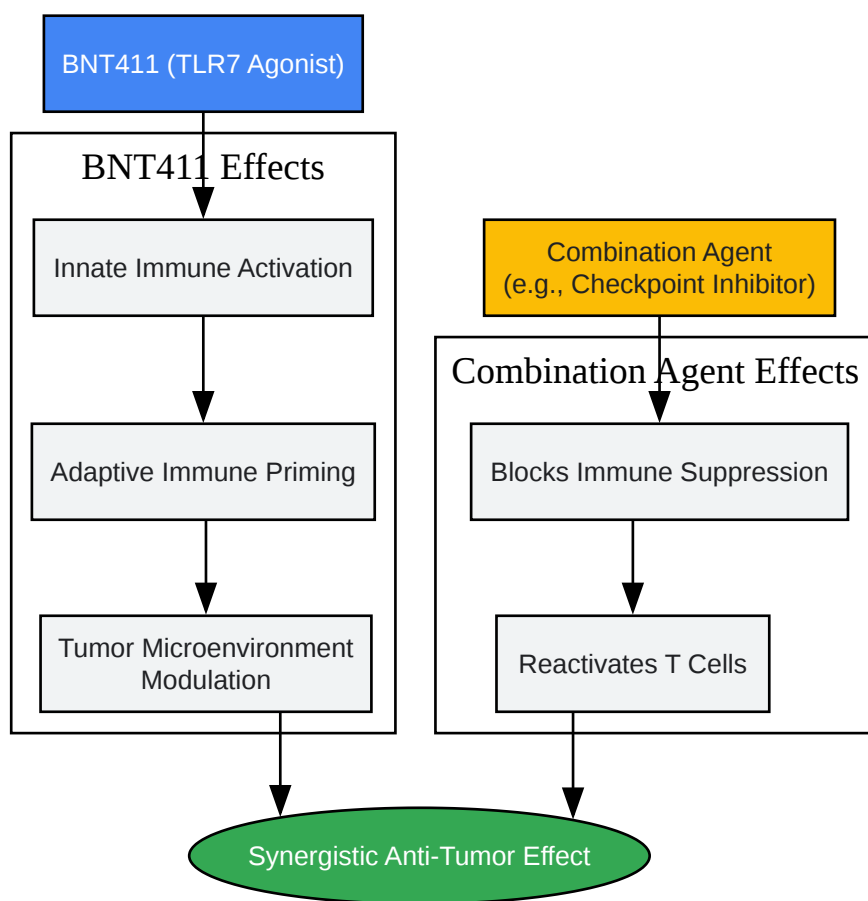 BNT411 (TLR7 Agonist)
BNT411 Effects
Innate Immune Activation
Adaptive Immune Priming
Tumor Microenvironment
Modulation
Combination Agent
(e.g., Checkpoint Inhibitor)
Combination Agent Effects
Blocks Immune Suppression
Reactivates T Cells
Synergistic Anti-Tumor Effect